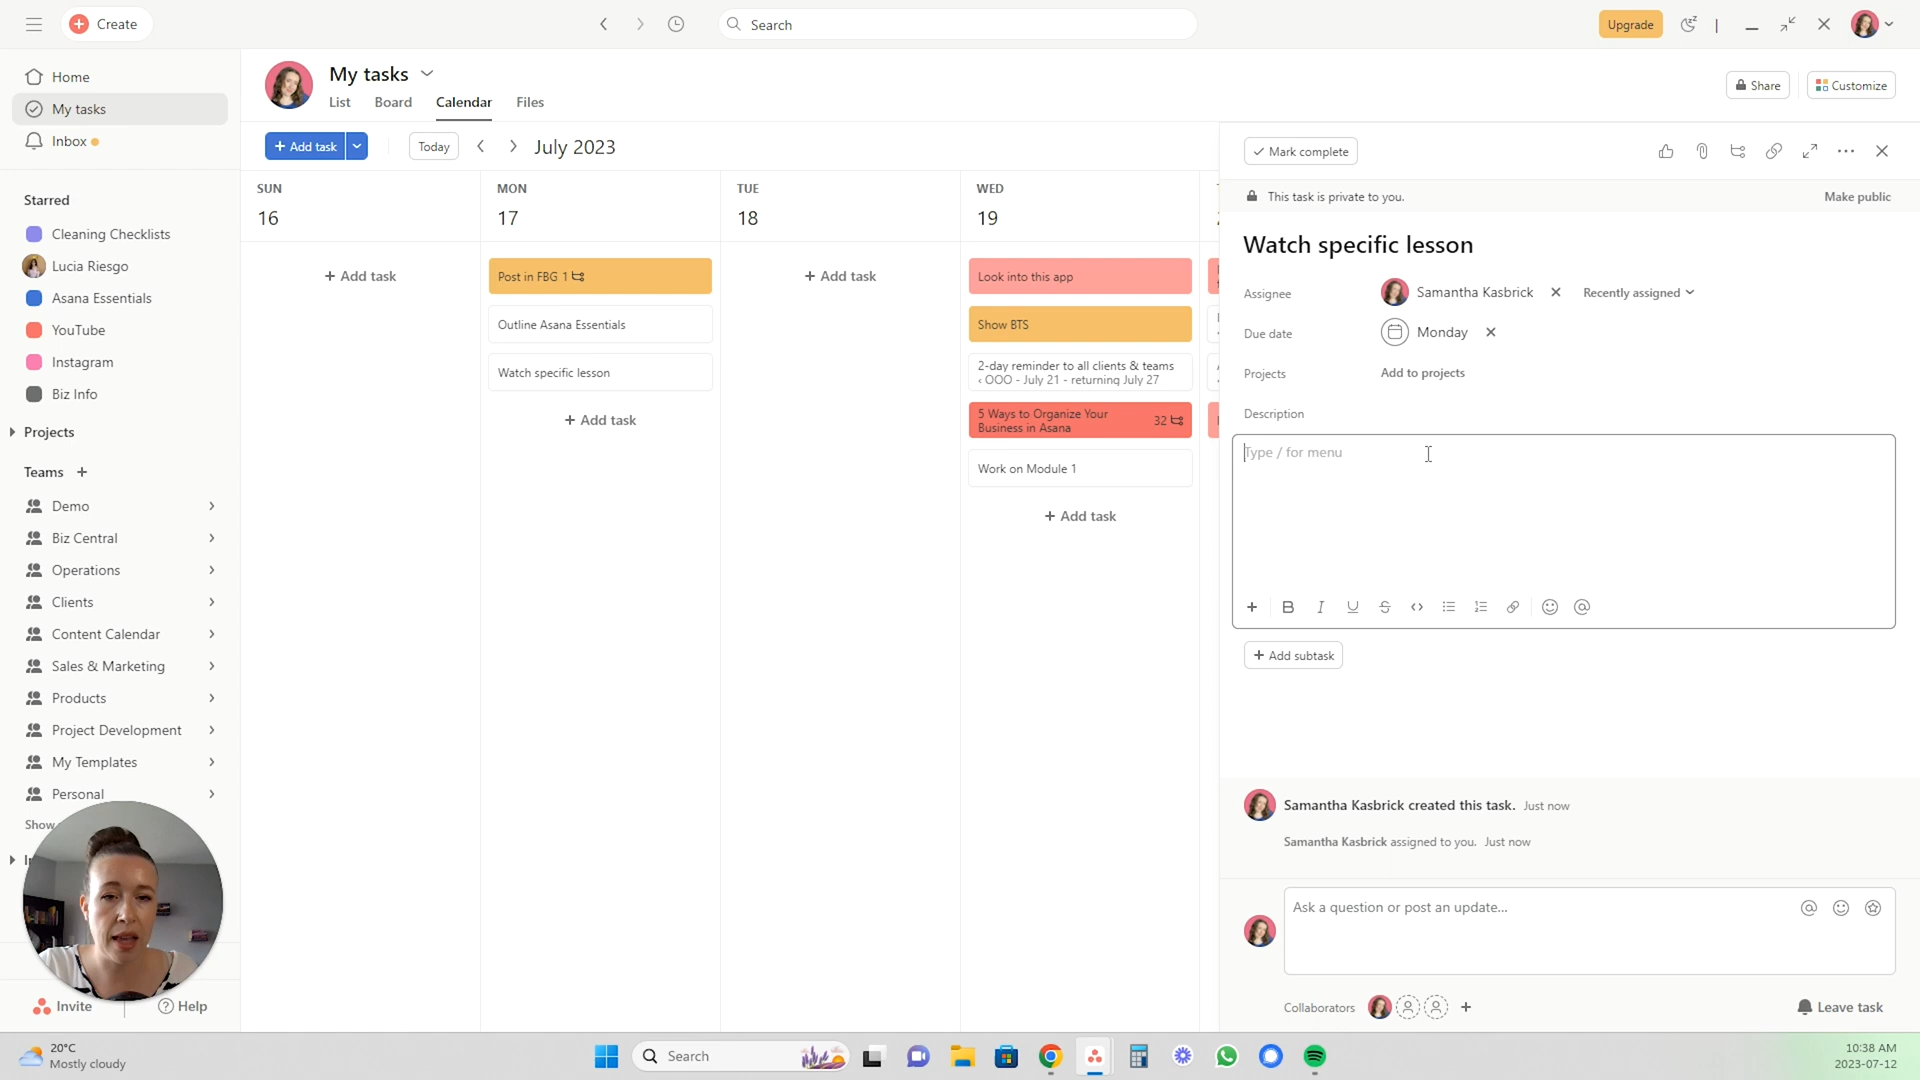 Create
Search
Upgrade
Home
My tasks
Inbox
Starred
Cleaning Checklists
Lucia Riesgo
Asana Essentials
YouTube
Instagram
Biz Info
Projects
Teams
Demo
Biz Central
Operations
Clients
Content Calendar
Sales & Marketing
Products
Project Development
My Templates
Personal
Show
Invite
Help
My tasks
List
Board
Calendar
Files
Share
Customize
Add task
Today
July 2023
SUN
16
MON
17
TUE
18
WED
19
+ Add task
Post in FBG 1
Outline Asana Essentials
Watch specific lesson
+ Add task
+ Add task
Look into this app
Show BTS
2-day reminder to all clients & teams
‹ OOO - July 21 - returning July 27
5 Ways to Organize Your
Business in Asana
32
Work on Module 1
+ Add task
Mark complete
This task is private to you.
Make public
Watch specific lesson
Assignee
Samantha Kasbrick
Recently assigned
Due date
Monday
Projects
Add to projects
Description
Type / for menu
Add subtask
Samantha Kasbrick created this task. Just now
Samantha Kasbrick assigned to you. Just now
Ask a question or post an update...
Collaborators
Leave task
20°C
Mostly cloudy
Search
10:38 AM
2023-07-12